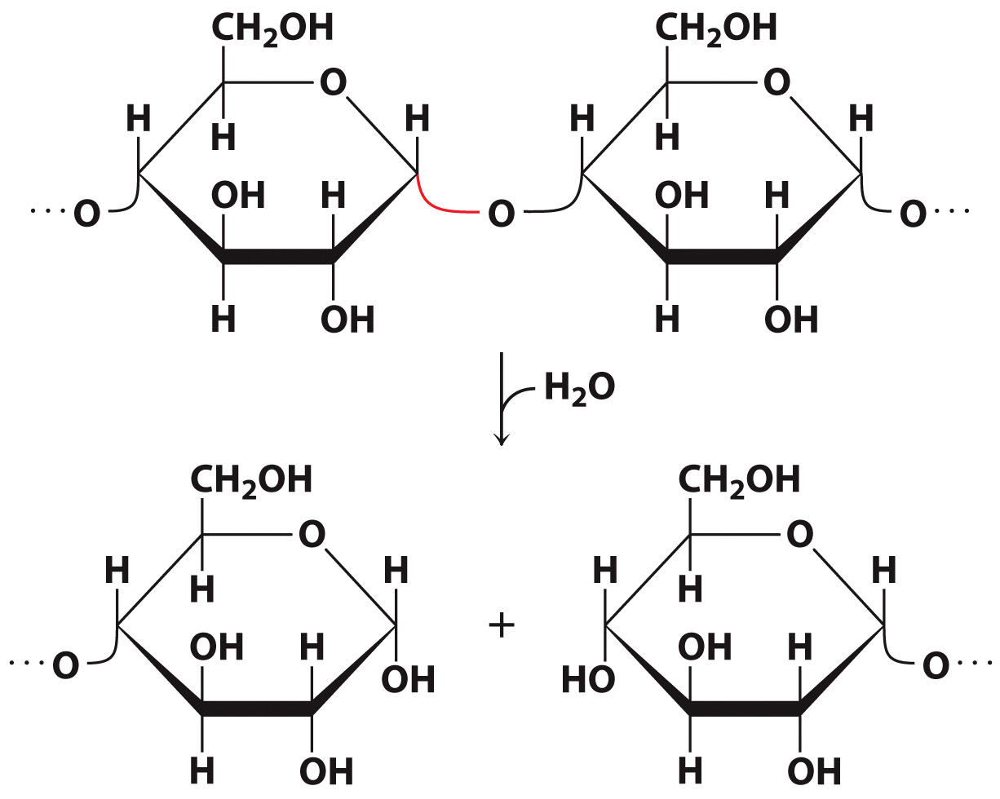 CH₂OH CH₂OH
O O
H H H H
H H
OH H OH H
···O O O···
H OH H OH
H₂O
CH₂OH CH₂OH
O O
H H H H
H H
+
OH H OH H
···O OH HO O···
H OH H OH